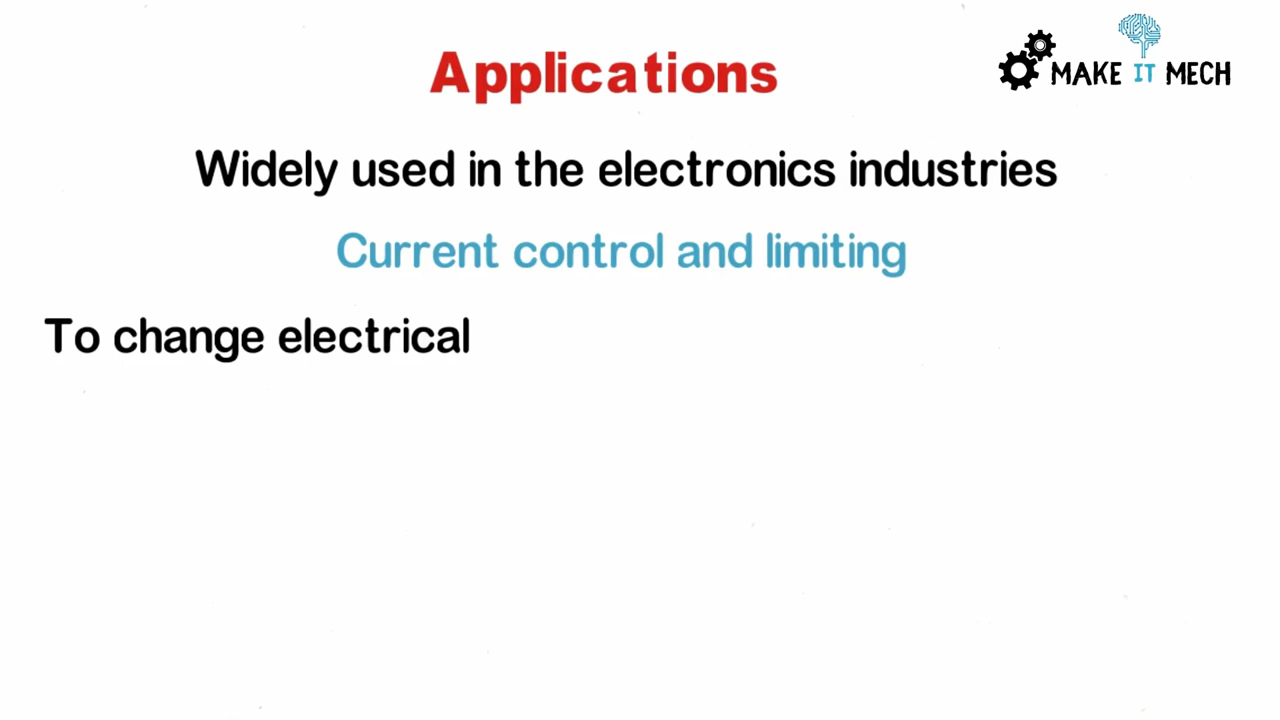 Applications
MAKE IT MECH
Widely used in the electronics industries
Current control and limiting
To change electrical